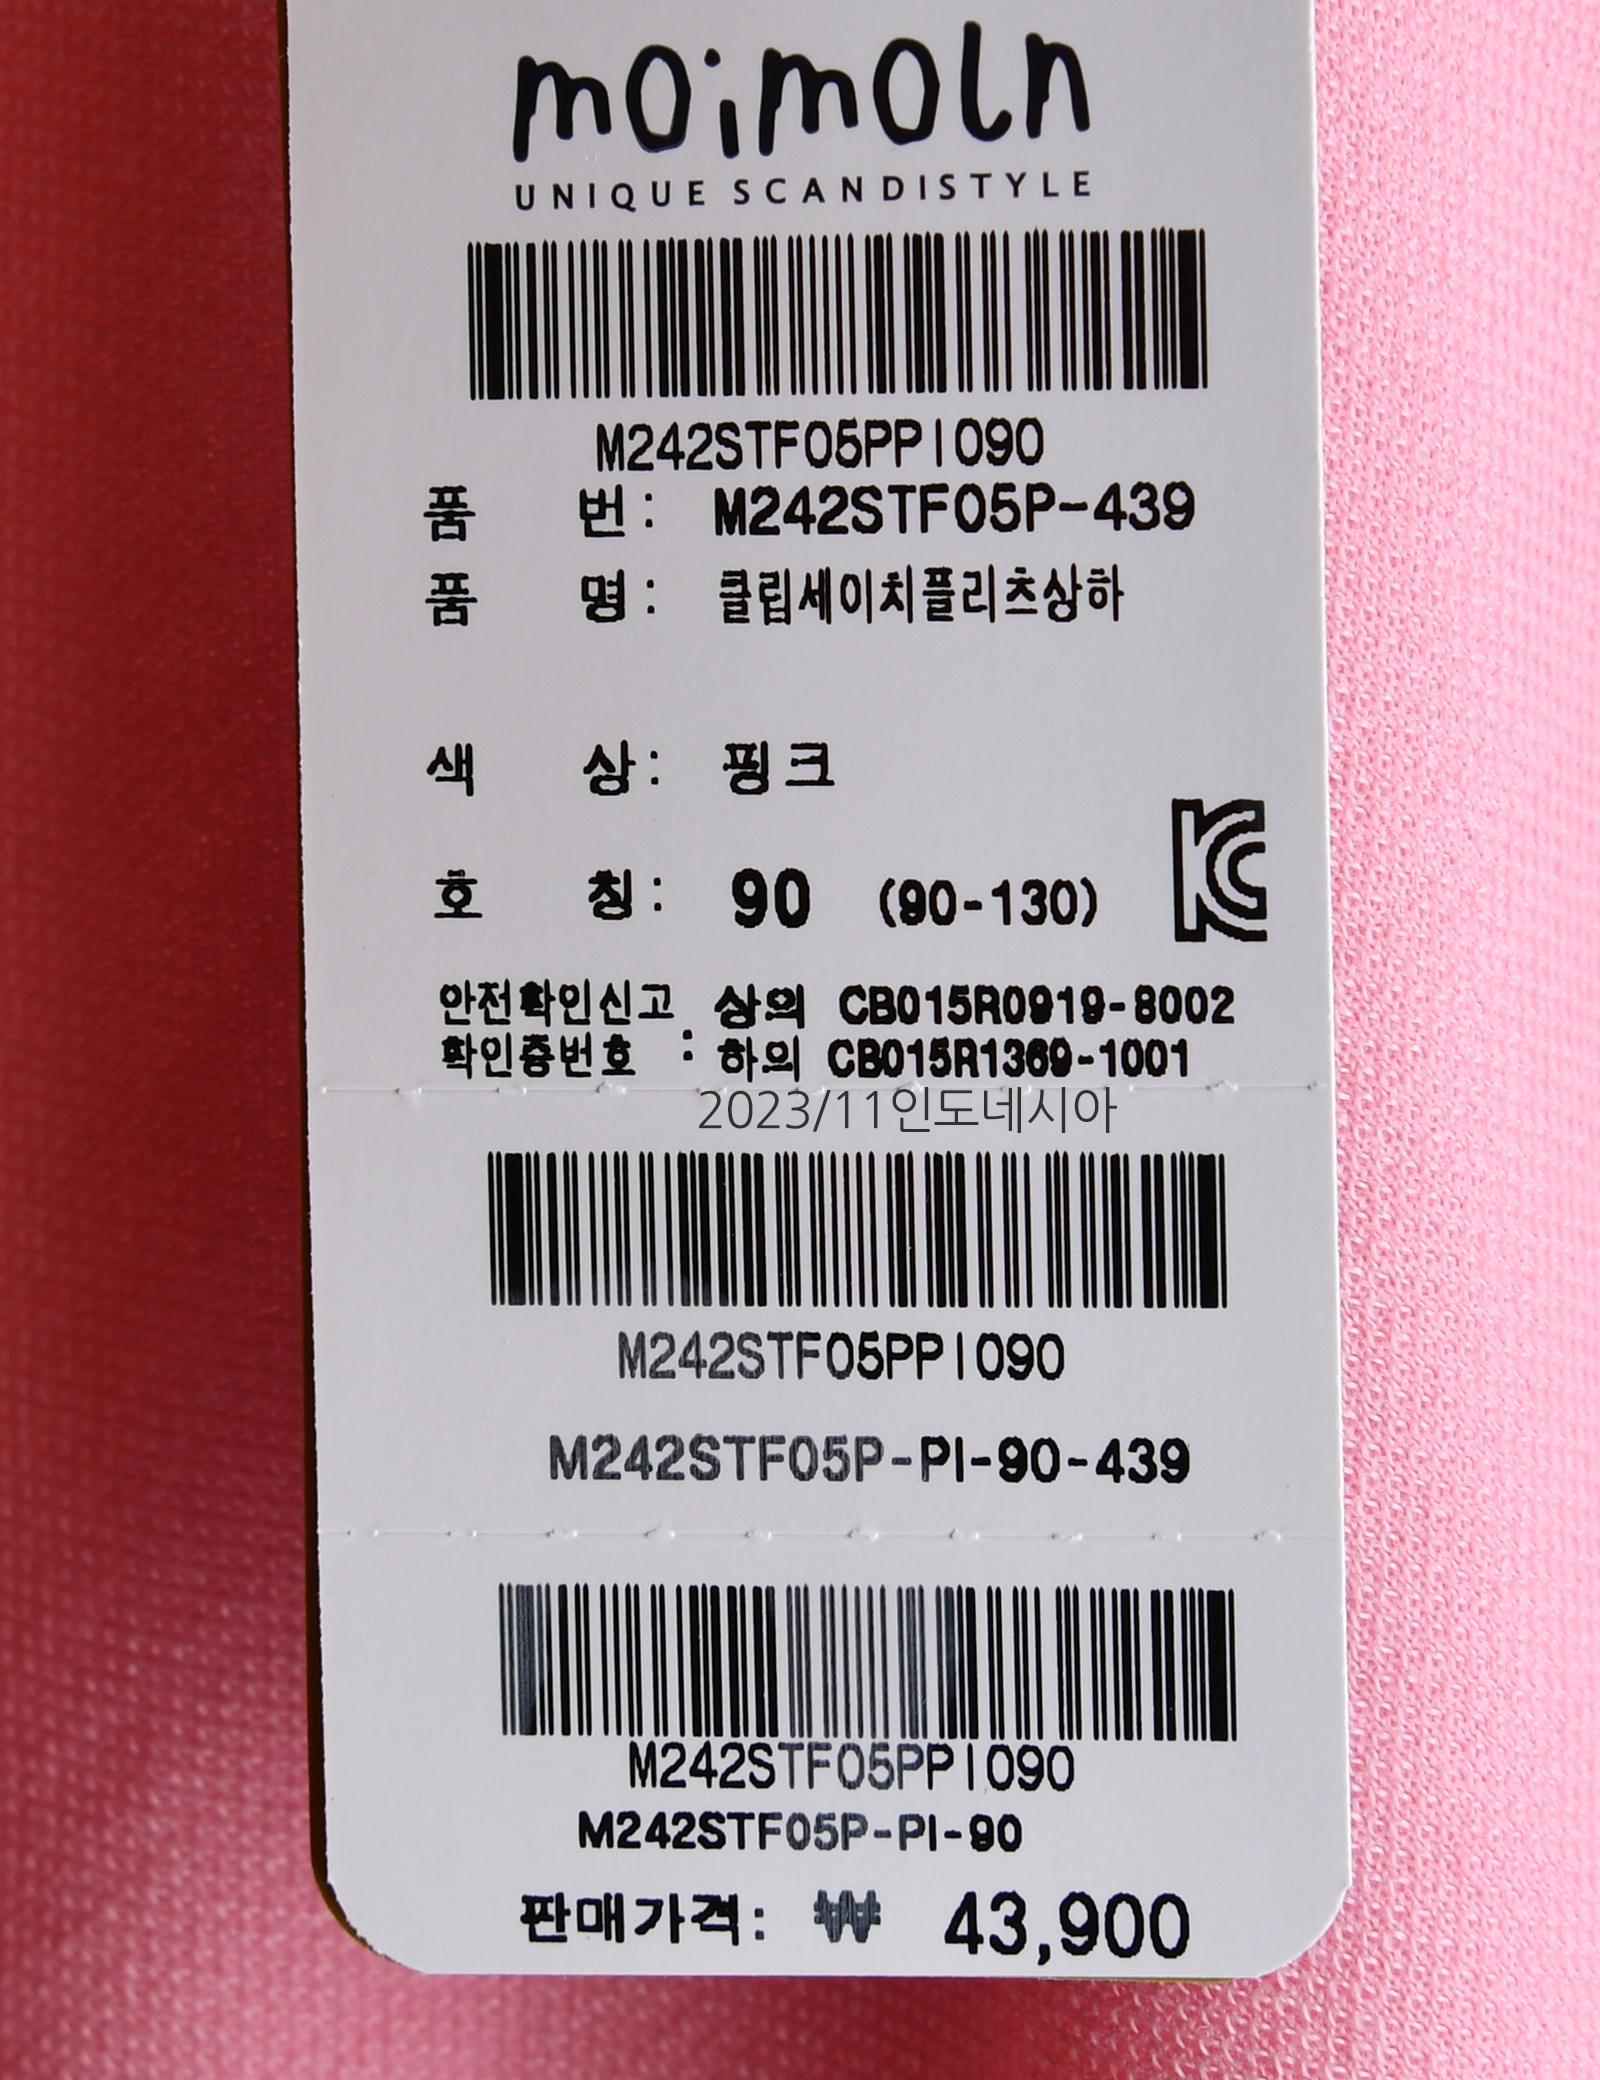 moimoln
UNIQUE SCANDISTYLE
M242STF05PPI090
품 번: M242STF05P-439
품 명: 클립세이치플리츠상하
색 상: 핑크
호 칭: 90 (90-130)
안전확인신고 상의 CB015R0919-8002
확인증번호 : 하의 CB015R1369-1001
2023/11인도네시아
M242STF05PPI090
M242STF05P-PI-90-439
M242STF05PPI090
M242STF05P-PI-90
판매가격: ₩ 43,900